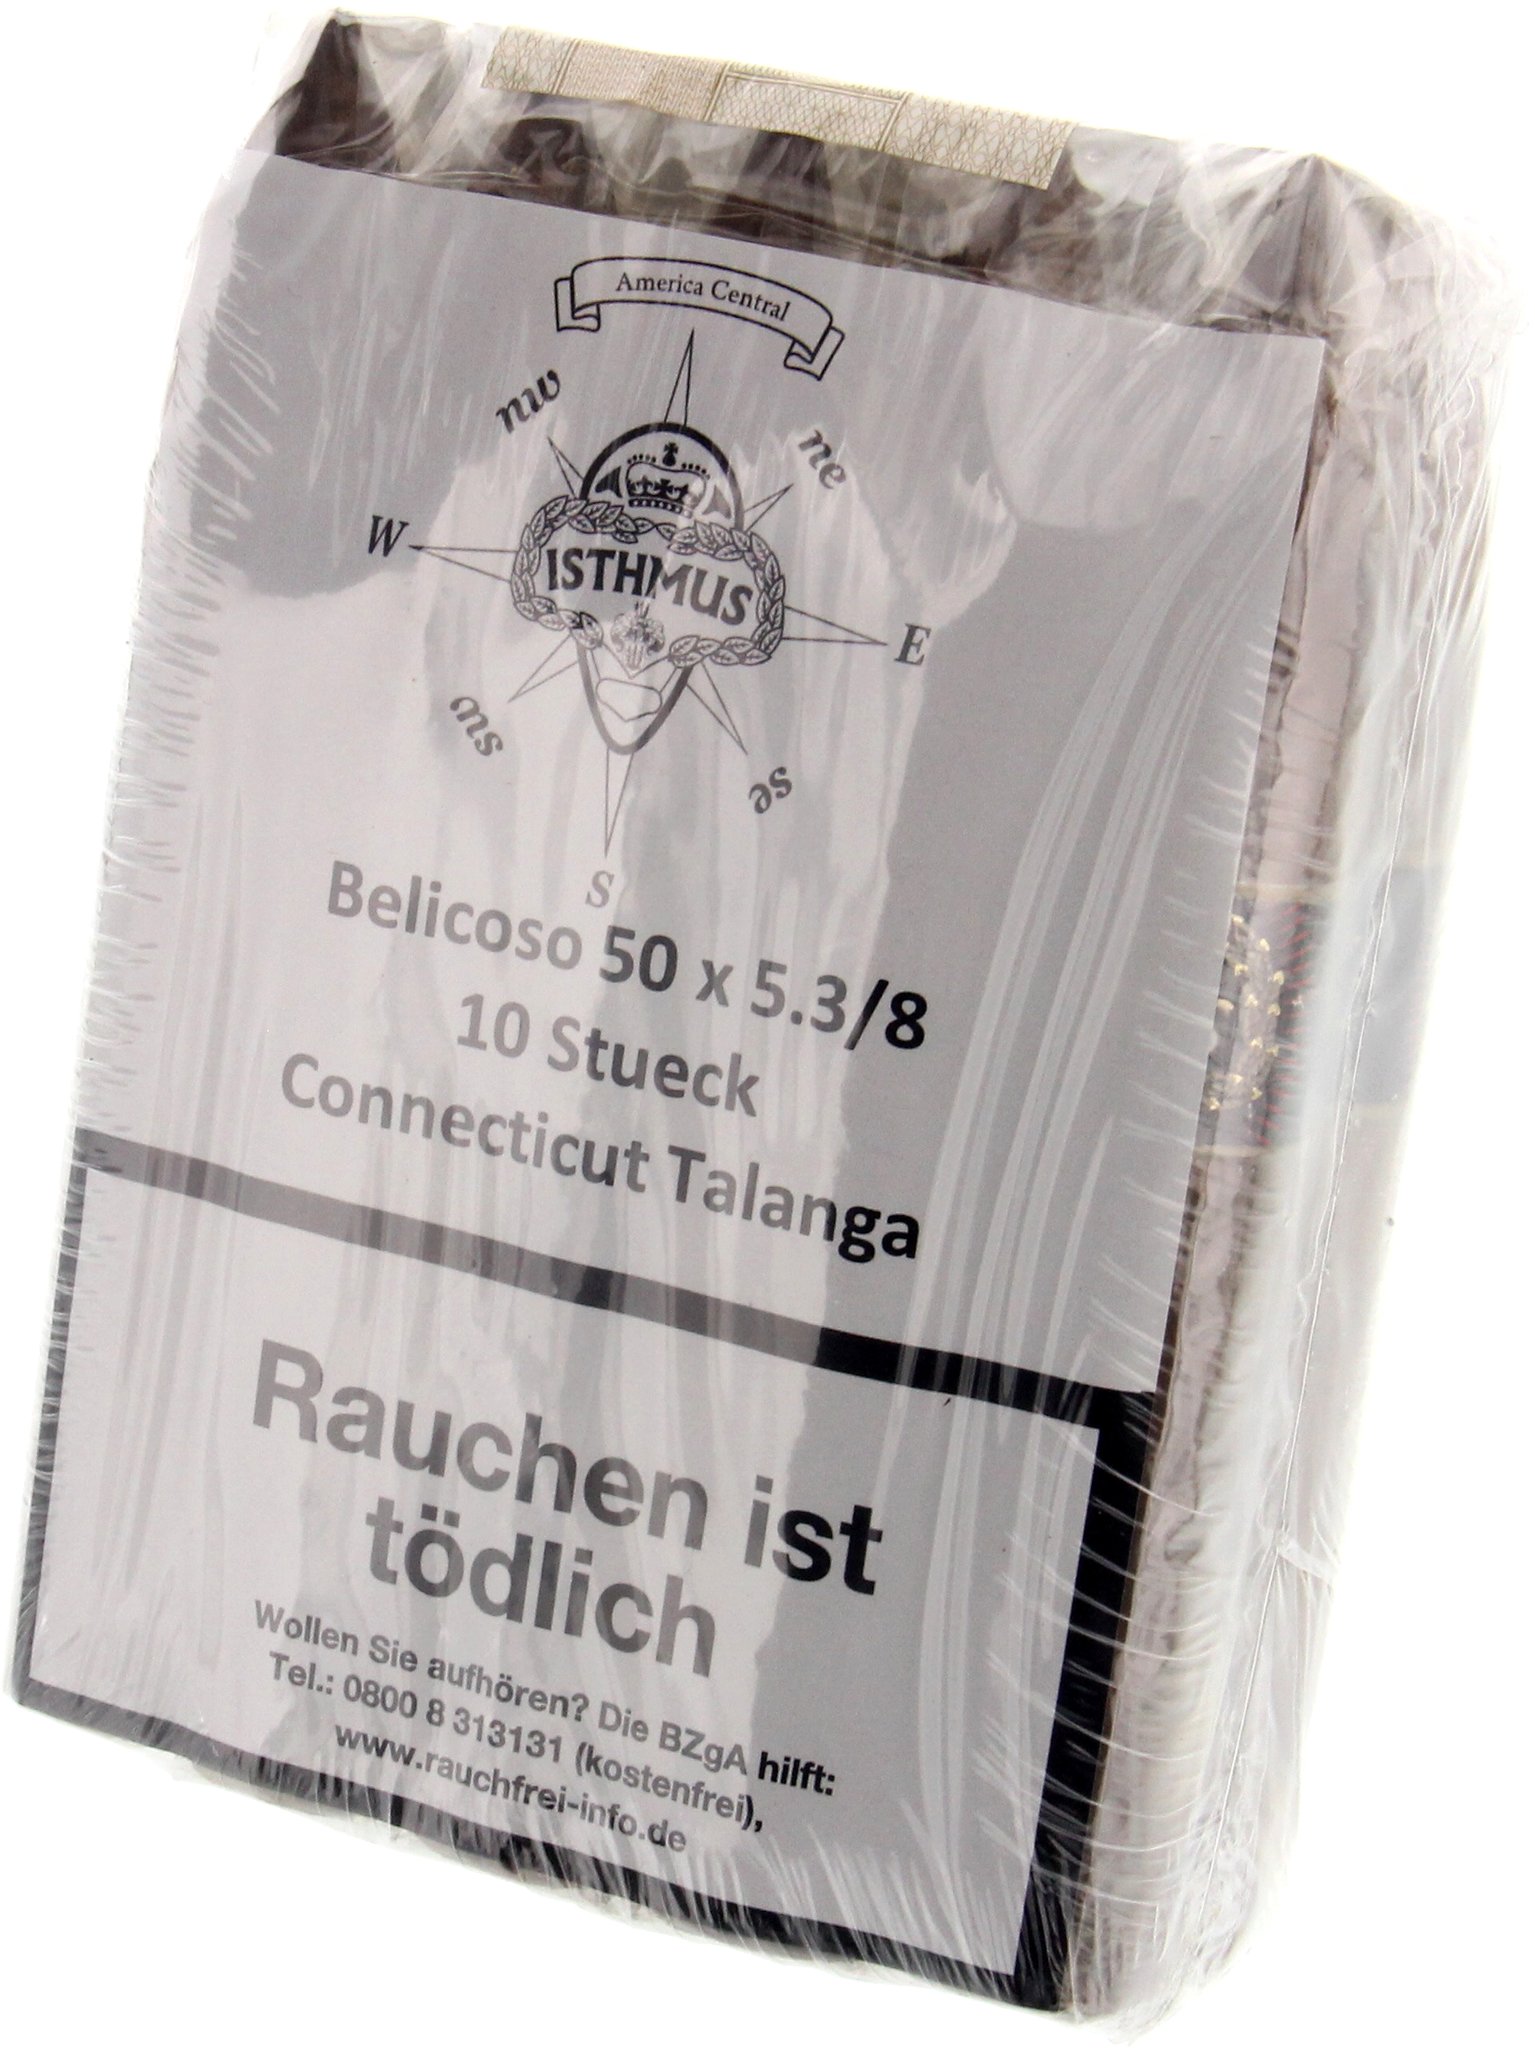 America Central
nw
ne
W
ISTHMUS
E
sw
se
S
Belicoso 50 x 5.3/8
10 Stueck
Connecticut Talanga
Rauchen ist
tödlich
Wollen Sie aufhören? Die BZgA hilft:
Tel.: 0800 8 313131 (kostenfrei),
www.rauchfrei-info.de